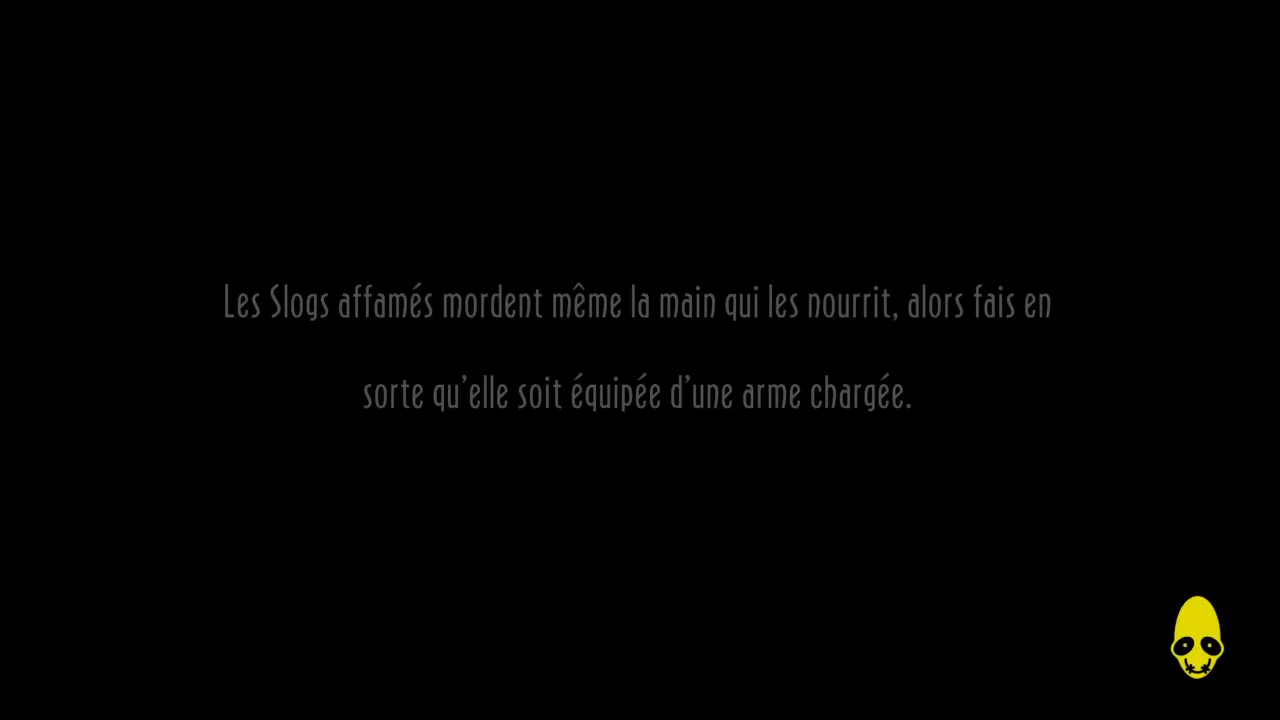 Les Slogs affamés mordent même la main qui les nourrit, alors fais en
sorte qu’elle soit équipée d’une arme chargée.